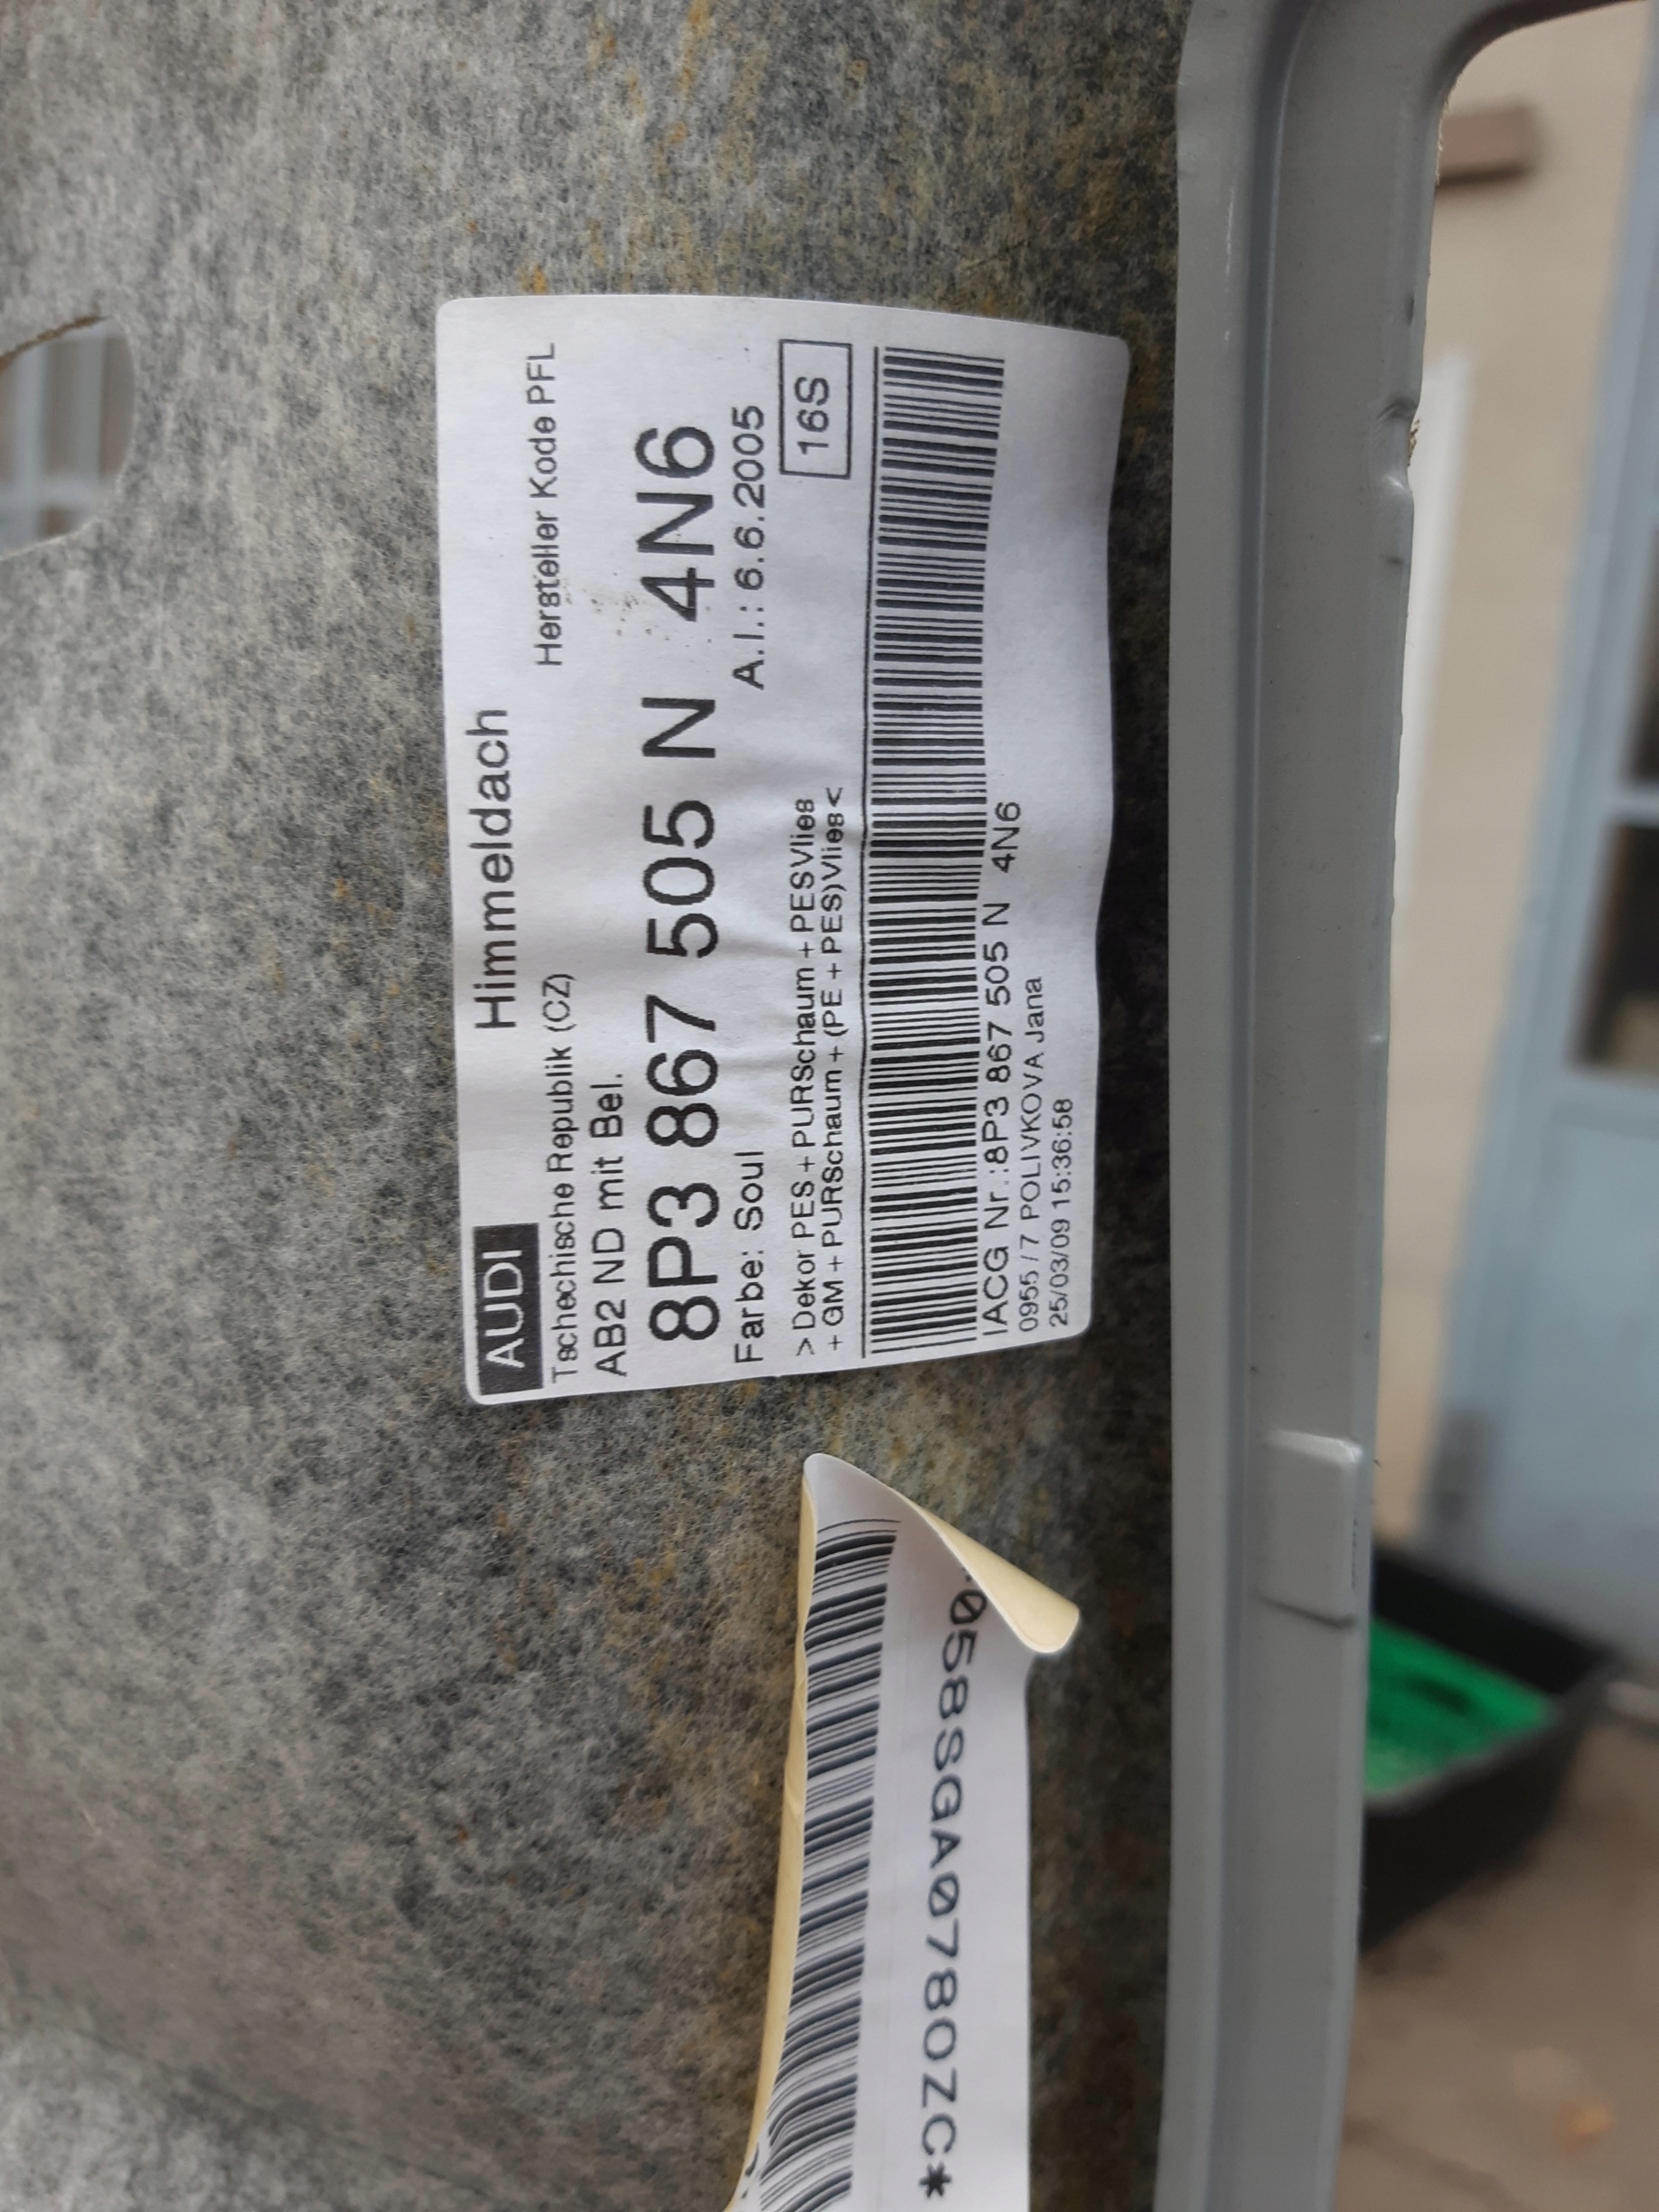 AUDI Himmeldach
Tschechische Republik (CZ) Hersteller Kode PFL
AB2 ND mit Bel.
8P3 867 505 N 4N6
Farbe: Soul A.I.: 6.6.2005
>Dekor PES+PURSchaum+PESVlies
+GM+PURSchaum+(PE+PES)Vlies<
16S
IACG Nr.:8P3 867 505 N 4N6
0955 / 7 POLIVKOVA Jana
25/03/09 15:36:58
058SGA0780ZC*